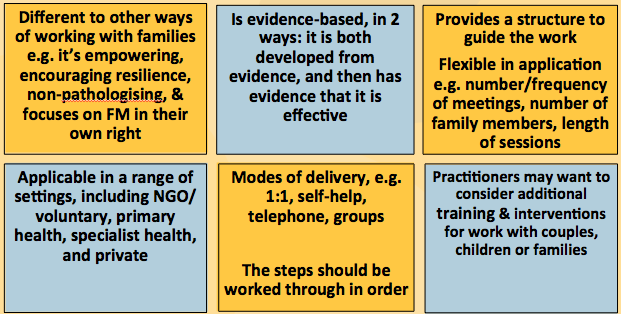 Different to other ways
of working with families
e.g. it's empowering,
encouraging resilience,
non-pathologising, &
focuses on FM in their
own right
Is evidence-based, in 2
ways: it is both
developed from
evidence, and then has
evidence that it is
effective
Provides a structure to
guide the work
Flexible in application
e.g. number/frequency
of meetings, number of
family members, length
of sessions
Applicable in a range of
settings, including NGO/
voluntary, primary
health, specialist health,
and private
Modes of delivery, e.g.
1:1, self-help,
telephone, groups
The steps should be
worked through in order
Practitioners may want to
consider additional
training & interventions
for work with couples,
children or families